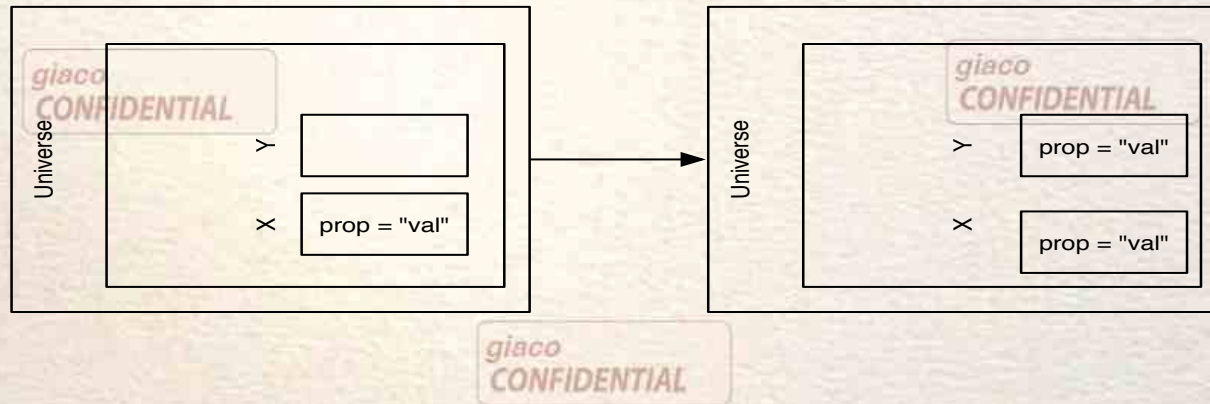 Universe
giaco
CONFIDENTIAL
Y
X
prop = "val"
Universe
giaco
CONFIDENTIAL
Y
prop = "val"
X
prop = "val"
giaco
CONFIDENTIAL